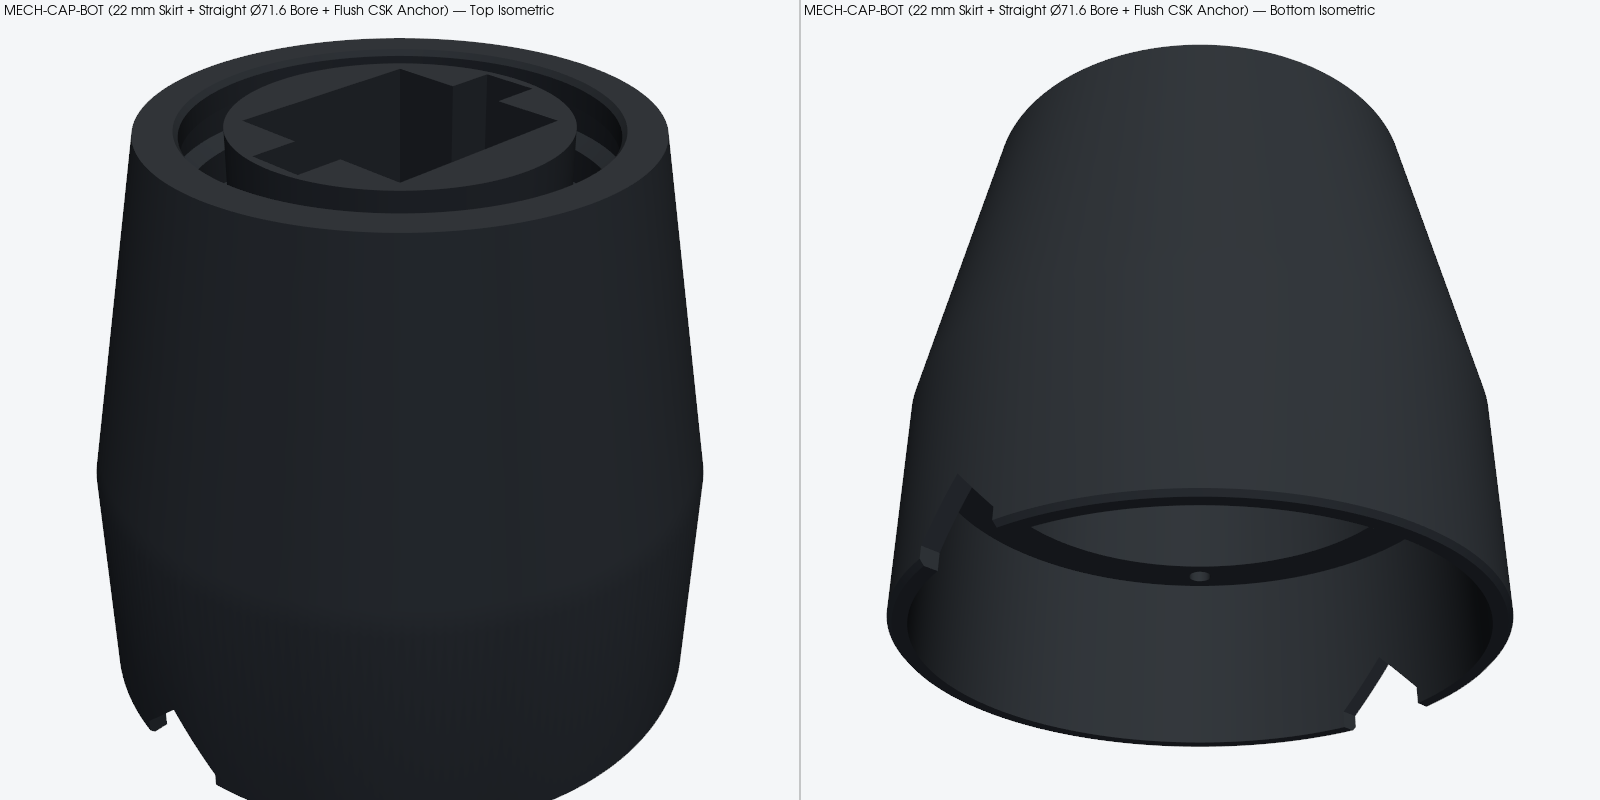 MECH-CAP-BOT (22 mm Skirt + Straight Ø71.6 Bore + Flush CSK Anchor) — Top Isometric
MECH-CAP-BOT (22 mm Skirt + Straight Ø71.6 Bore + Flush CSK Anchor) — Bottom Isometric